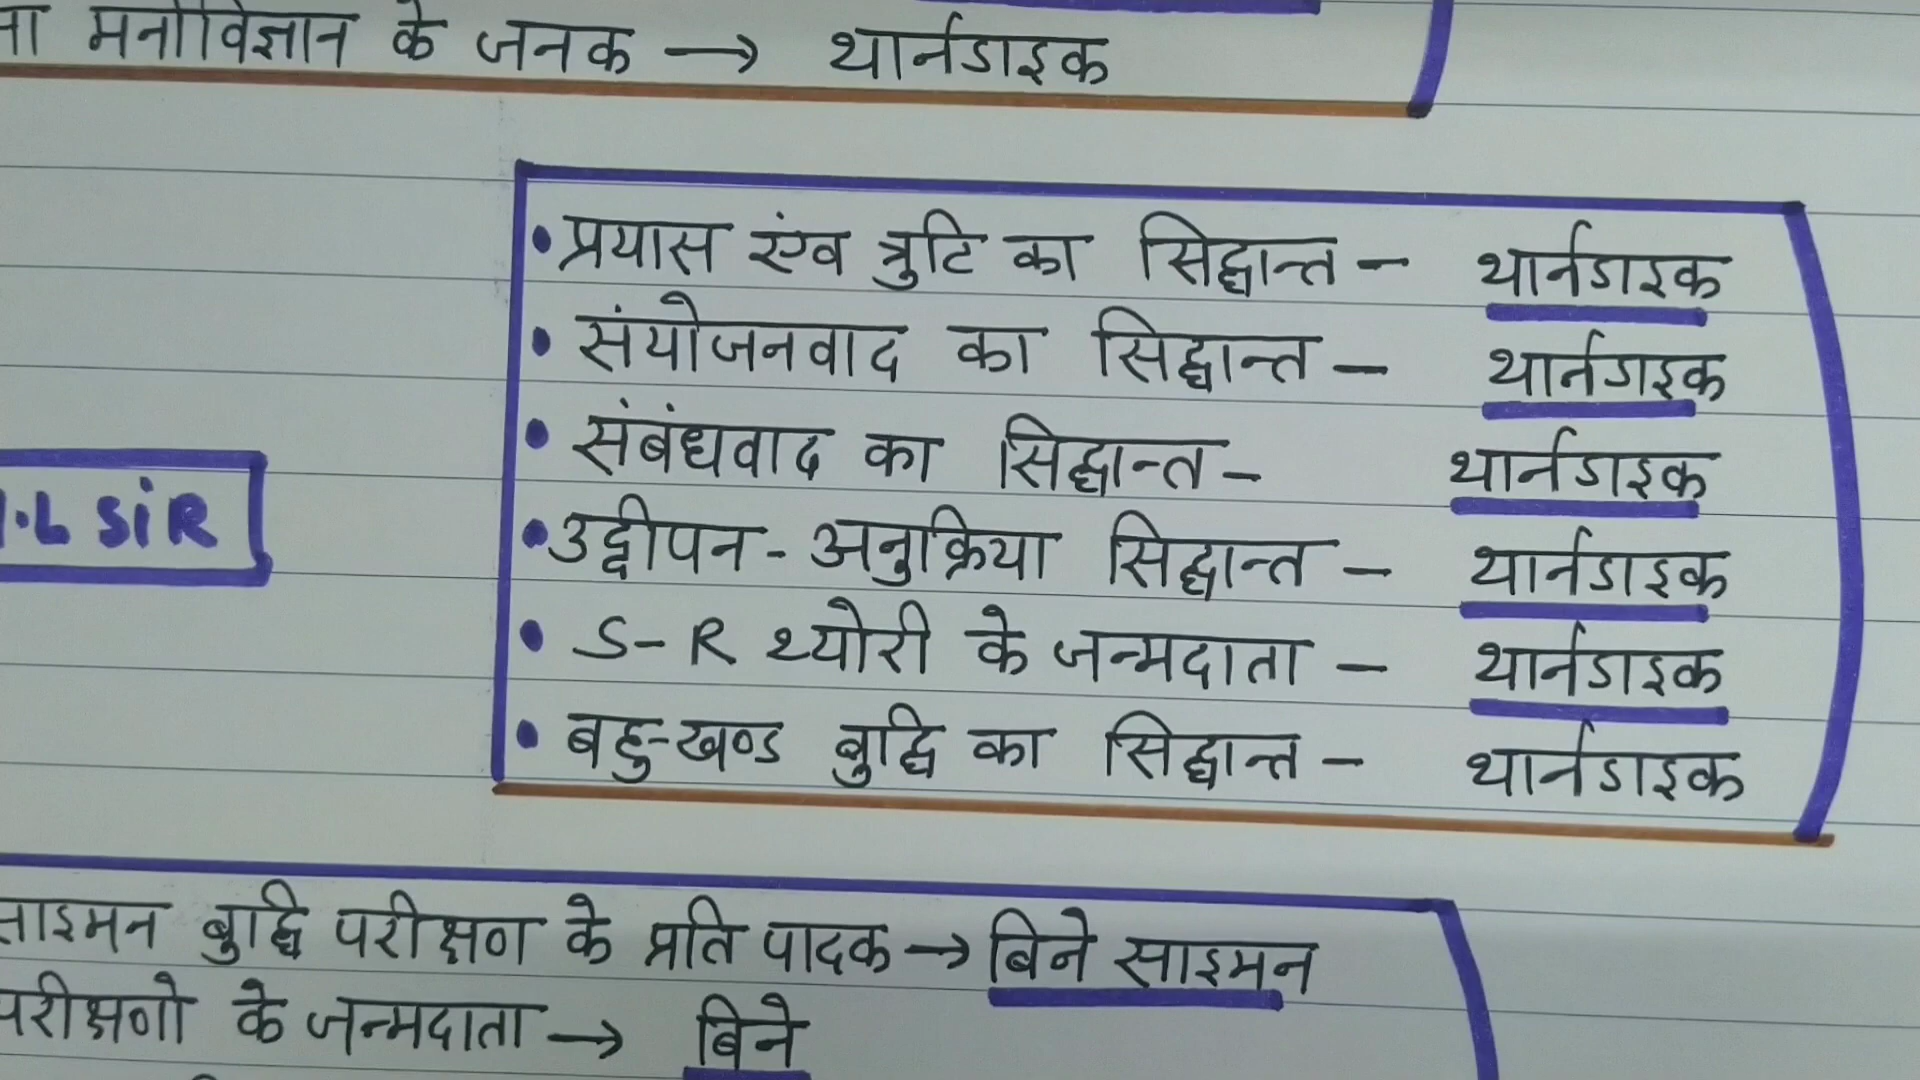 मनोविज्ञान के जनक → थार्नडाइक
• प्रयास एंव त्रुटि का सिद्धान्त – थार्नडाइक
• संयोजनवाद का सिद्धान्त – थार्नडाइक
• संबंधवाद का सिद्धान्त – थार्नडाइक
L SiR
• उद्दीपन - अनुक्रिया सिद्धान्त – थार्नडाइक
• S-R थ्योरी के जन्मदाता – थार्नडाइक
• बहु-खण्ड बुद्धि का सिद्धान्त – थार्नडाइक
साइमन बुद्धि परीक्षण के प्रति पादक → बिने साइमन
परीक्षणो के जन्मदाता → बिने